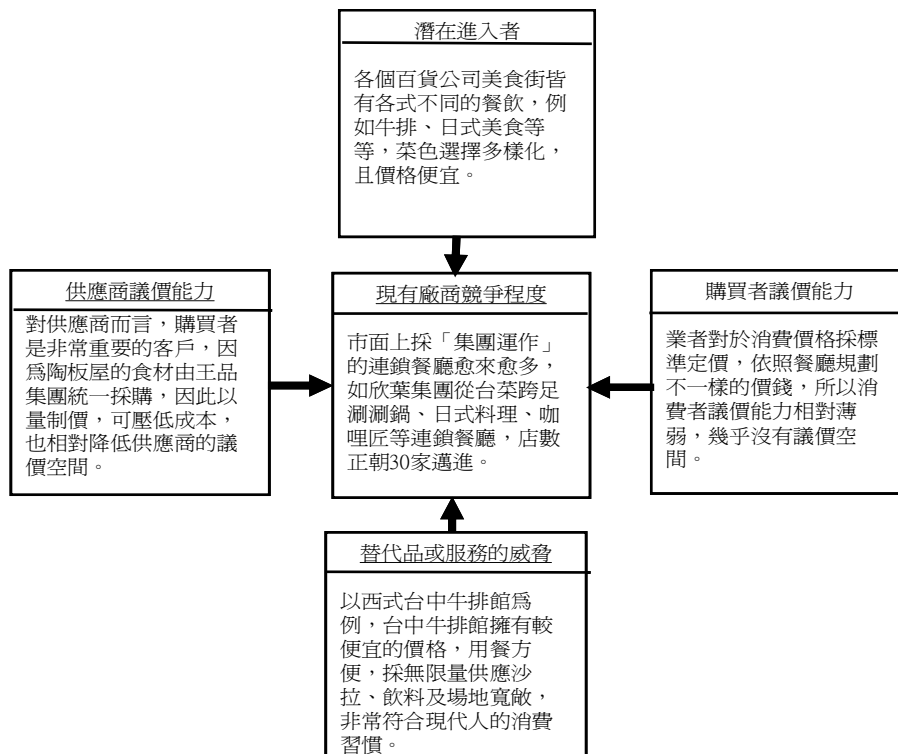 潛在進入者
各個百貨公司美食街皆
有各式不同的餐飲，例
如牛排、日式美食等
等，菜色選擇多樣化，
且價格便宜。
供應商議價能力
對供應商而言，購買者
是非常重要的客戶，因
為陶板屋的食材由王品
集團統一採購，因此以
量制價，可壓低成本，
也相對降低供應商的議
價空間。
現有廠商競爭程度
市面上採「集團運作」
的連鎖餐廳愈來愈多，
如欣葉集團從台菜跨足
涮涮鍋、日式料理、咖
哩匠等連鎖餐廳，店數
正朝30家邁進。
購買者議價能力
業者對於消費價格採標
準定價，依照餐廳規劃
不一樣的價錢，所以消
費者議價能力相對薄
弱，幾乎沒有議價空
間。
替代品或服務的威脅
以西式台中牛排館為
例，台中牛排館擁有較
便宜的價格，用餐方
便，採無限量供應沙
拉、飲料及場地寬敞，
非常符合現代人的消費
習慣。